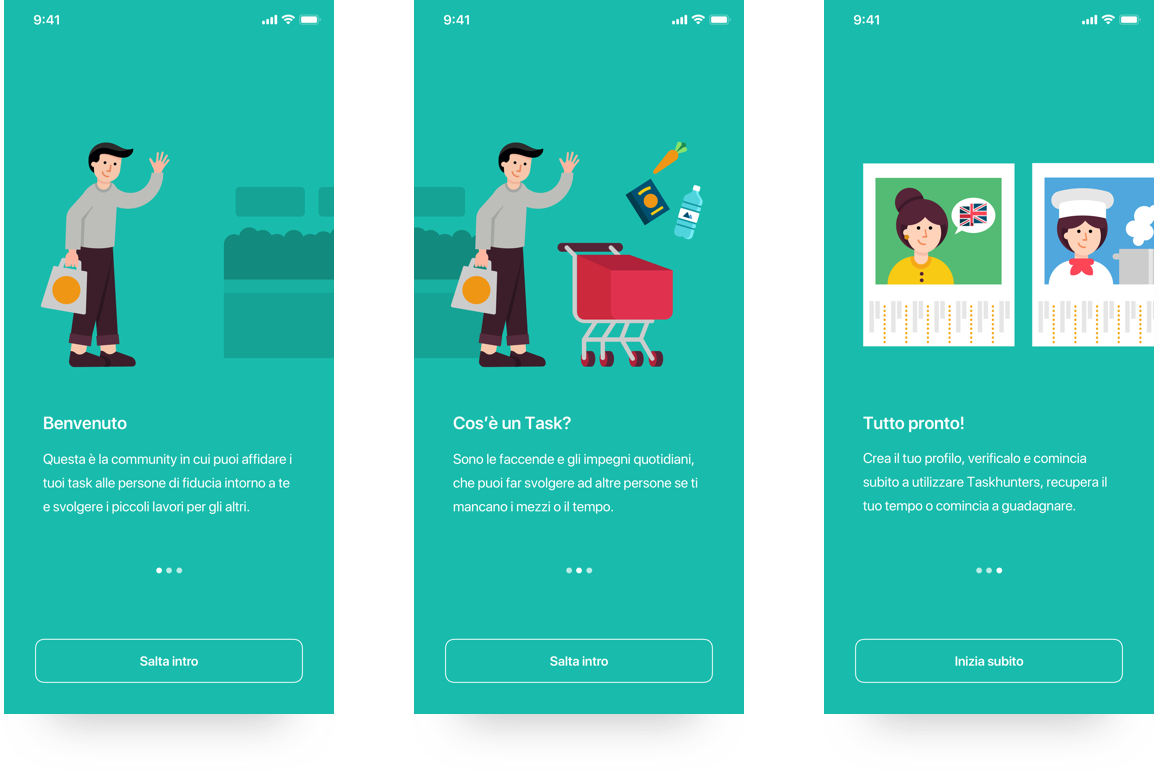 9:41
Benvenuto
Questa è la community in cui puoi affidare i
tuoi task alle persone di fiducia intorno a te
e svolgere i piccoli lavori per gli altri.
Salta intro
9:41
Cos'è un Task?
Sono le faccende e gli impegni quotidiani,
che puoi far svolgere ad altre persone se ti
mancano i mezzi o il tempo.
Salta intro
9:41
Tutto pronto!
Crea il tuo profilo, verificalo e comincia
subito a utilizzare Taskhunters, recupera il
tuo tempo o comincia a guadagnare.
Inizia subito